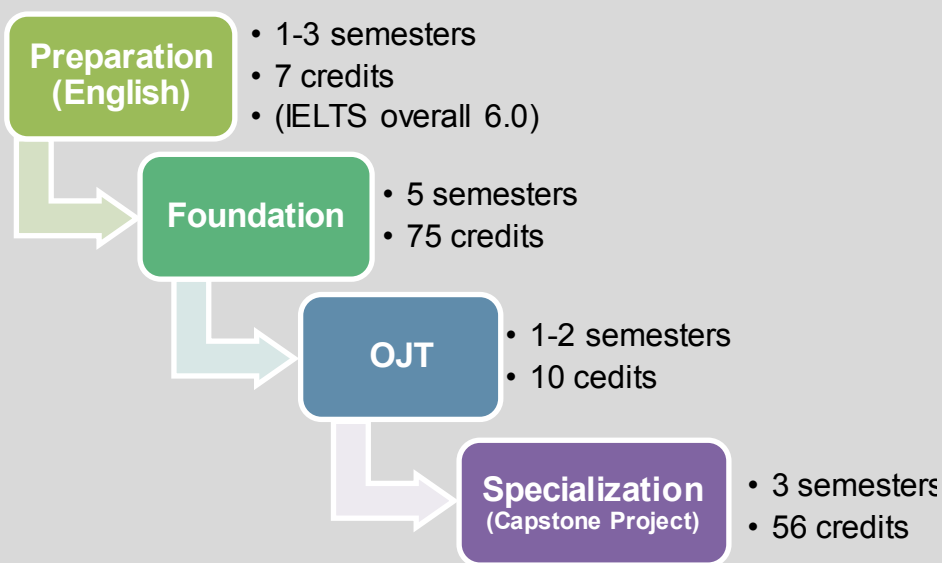 Preparation
(English)
• 1-3 semesters
• 7 credits
• (IELTS overall 6.0)
Foundation
• 5 semesters
• 75 credits
OJT
• 1-2 semesters
• 10 cedits
Specialization
(Capstone Project)
• 3 semesters
• 56 credits